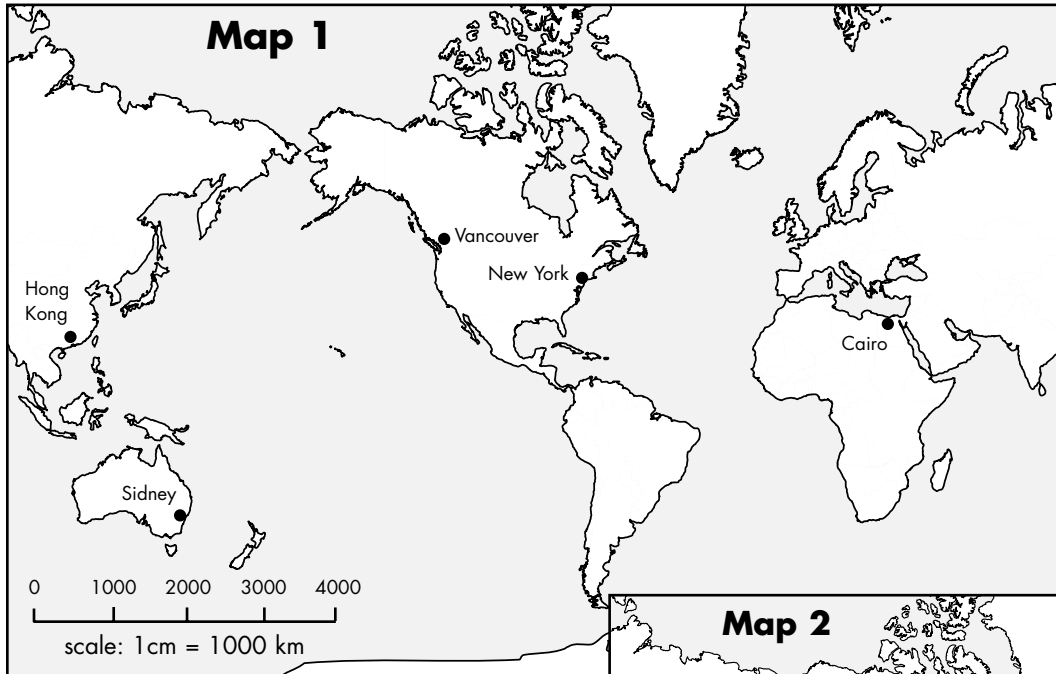 Map 1
Vancouver
New York
Hong
Kong
Cairo
Sidney
0 1000 2000 3000 4000
scale: 1cm = 1000 km
Map 2